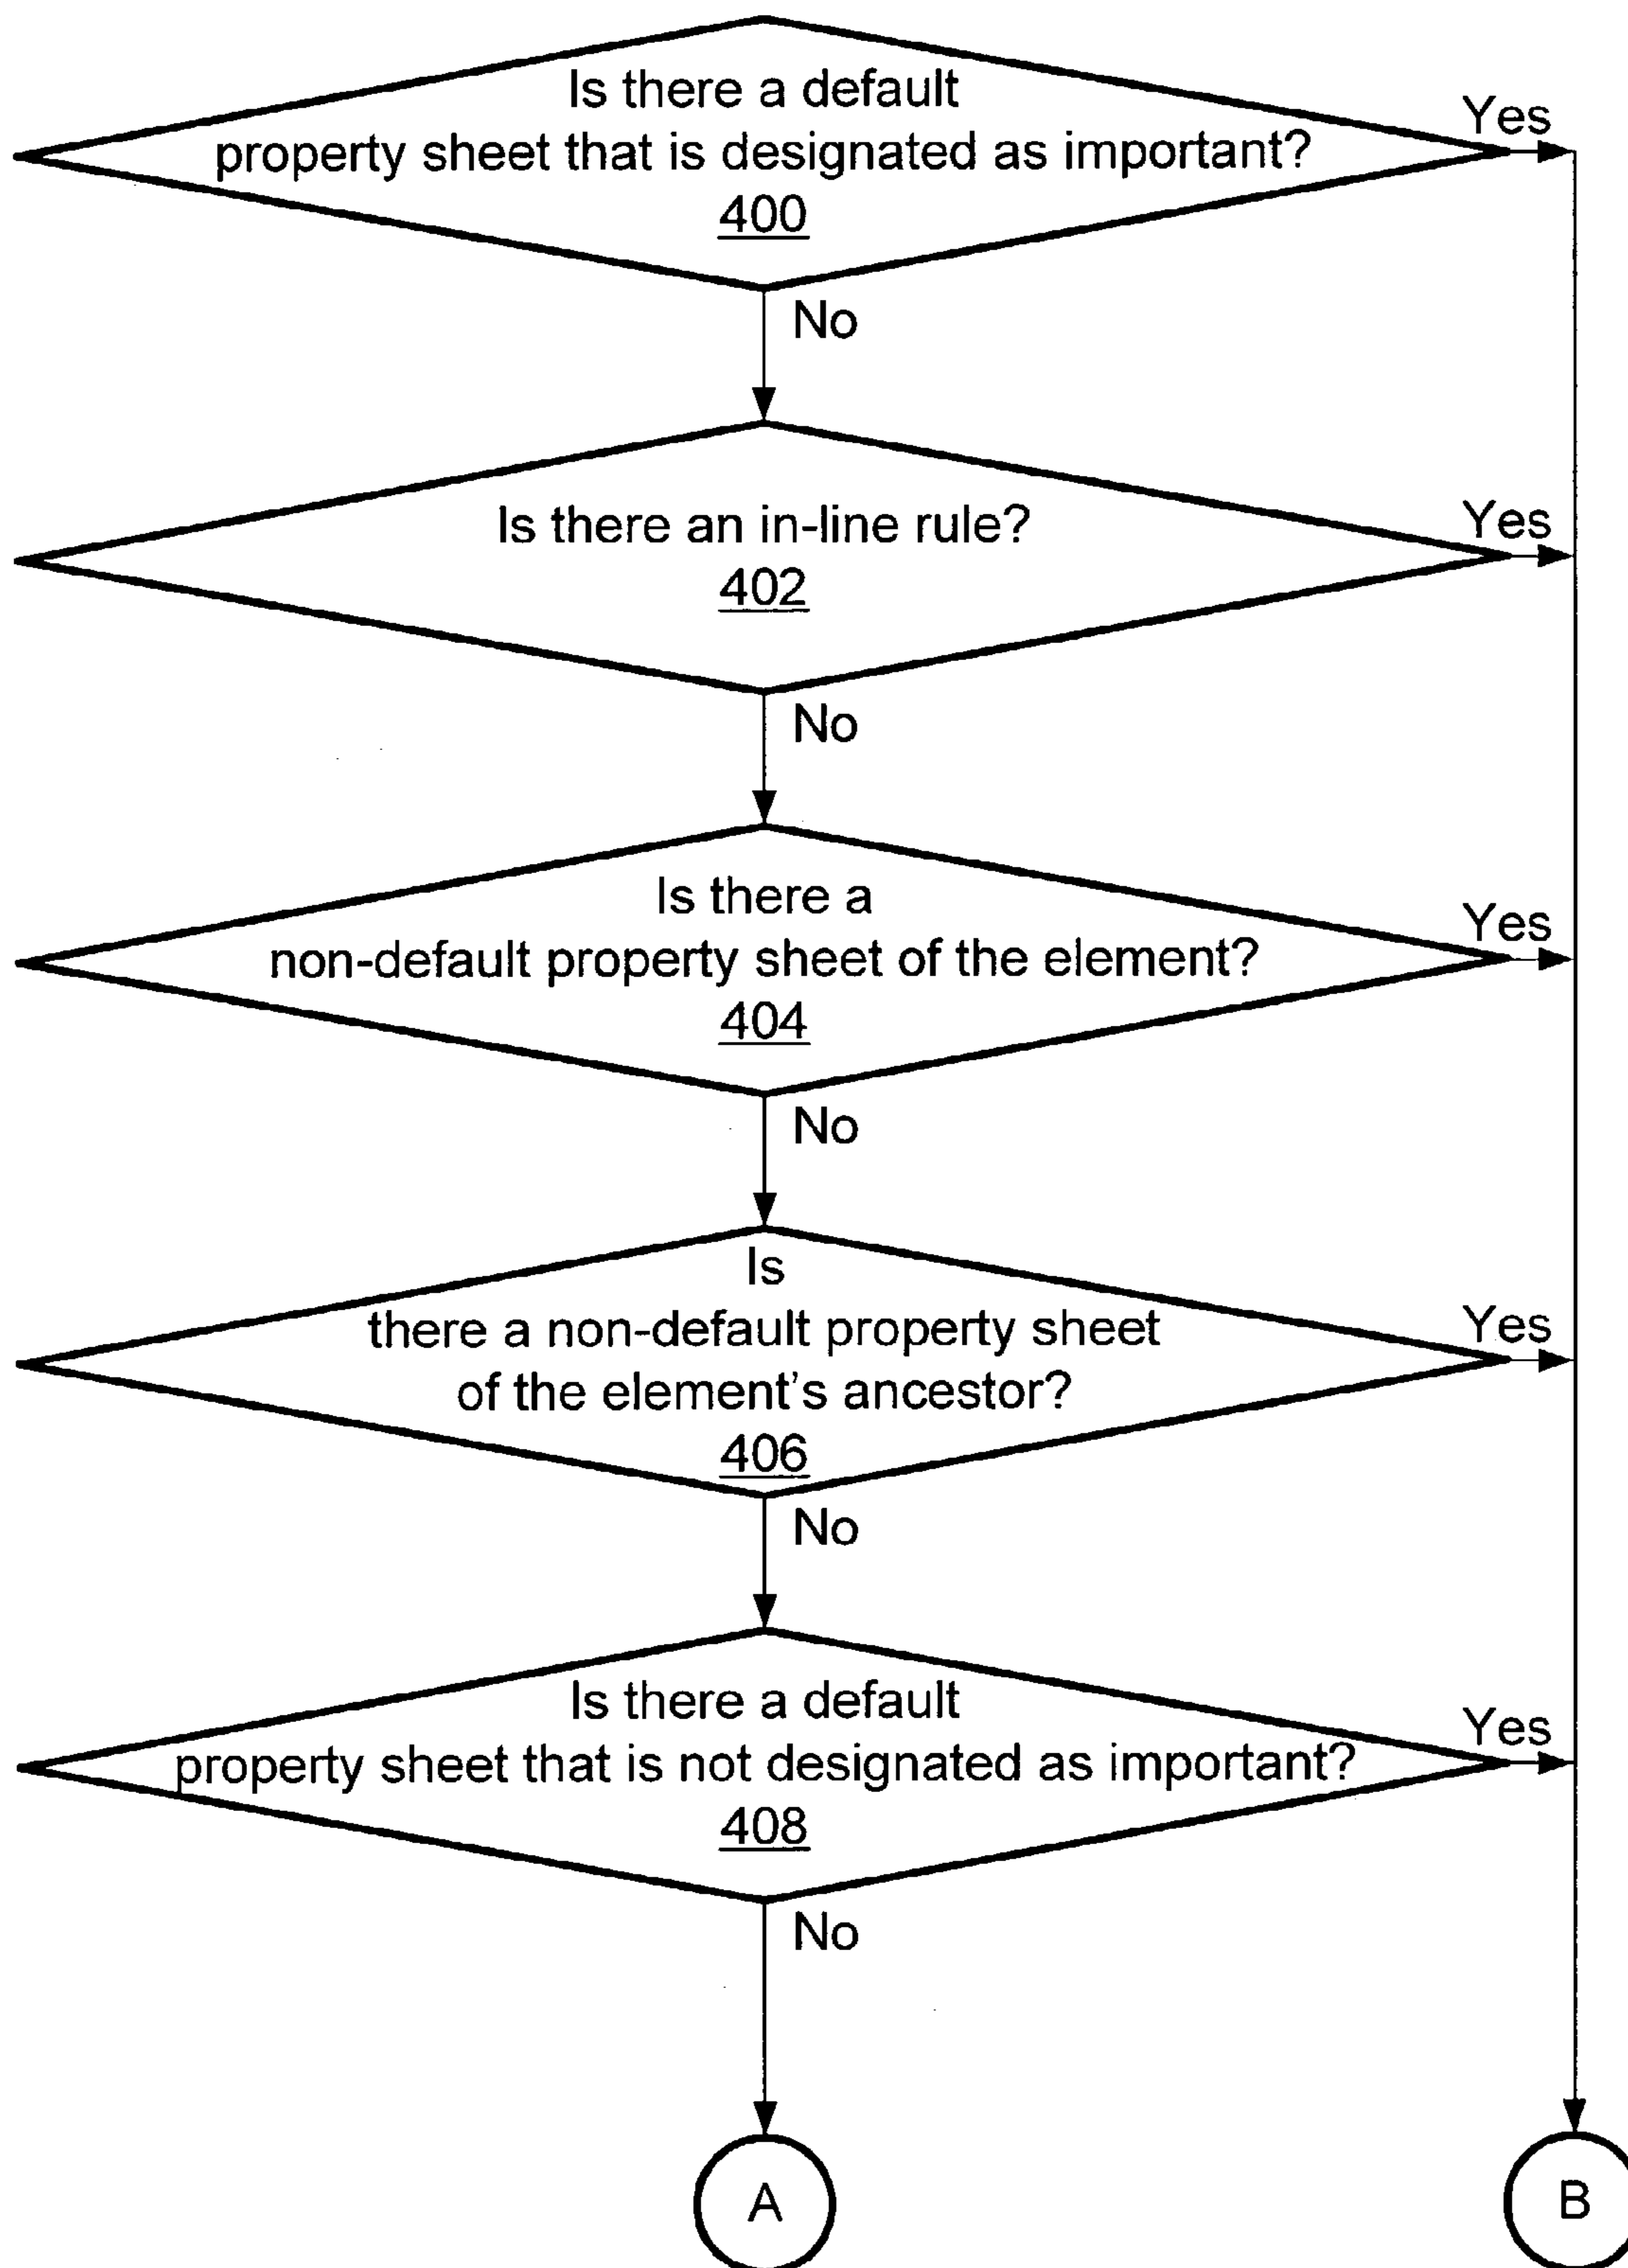 Is there a default
property sheet that is designated as important?
400
Yes
No
Is there an in-line rule?
402
Yes
No
Is there a
non-default property sheet of the element?
404
Yes
No
Is
there a non-default property sheet
of the element's ancestor?
406
Yes
No
Is there a default
property sheet that is not designated as important?
408
Yes
No
A
B